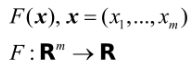 F(x), x = (x₁,...,xₘ)
F : Rᵐ → R